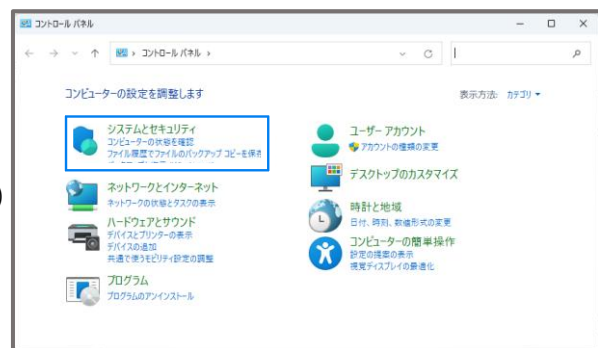 コントロール パネル
コントロール パネル
コンピューターの設定を調整します
表示方法: カテゴリ
システムとセキュリティ
コンピューターの状態を確認
ファイル履歴でファイルのバックアップ コピーを保存
ネットワークとインターネット
ネットワークの状態とタスクの表示
ハードウェアとサウンド
デバイスとプリンターの表示
デバイスの追加
共通で使うモビリティ設定の調整
プログラム
プログラムのアンインストール
ユーザー アカウント
アカウントの種類の変更
デスクトップのカスタマイズ
時計と地域
日付、時刻、数値形式の変更
コンピューターの簡単操作
設定の提案の表示
視覚ディスプレイの最適化